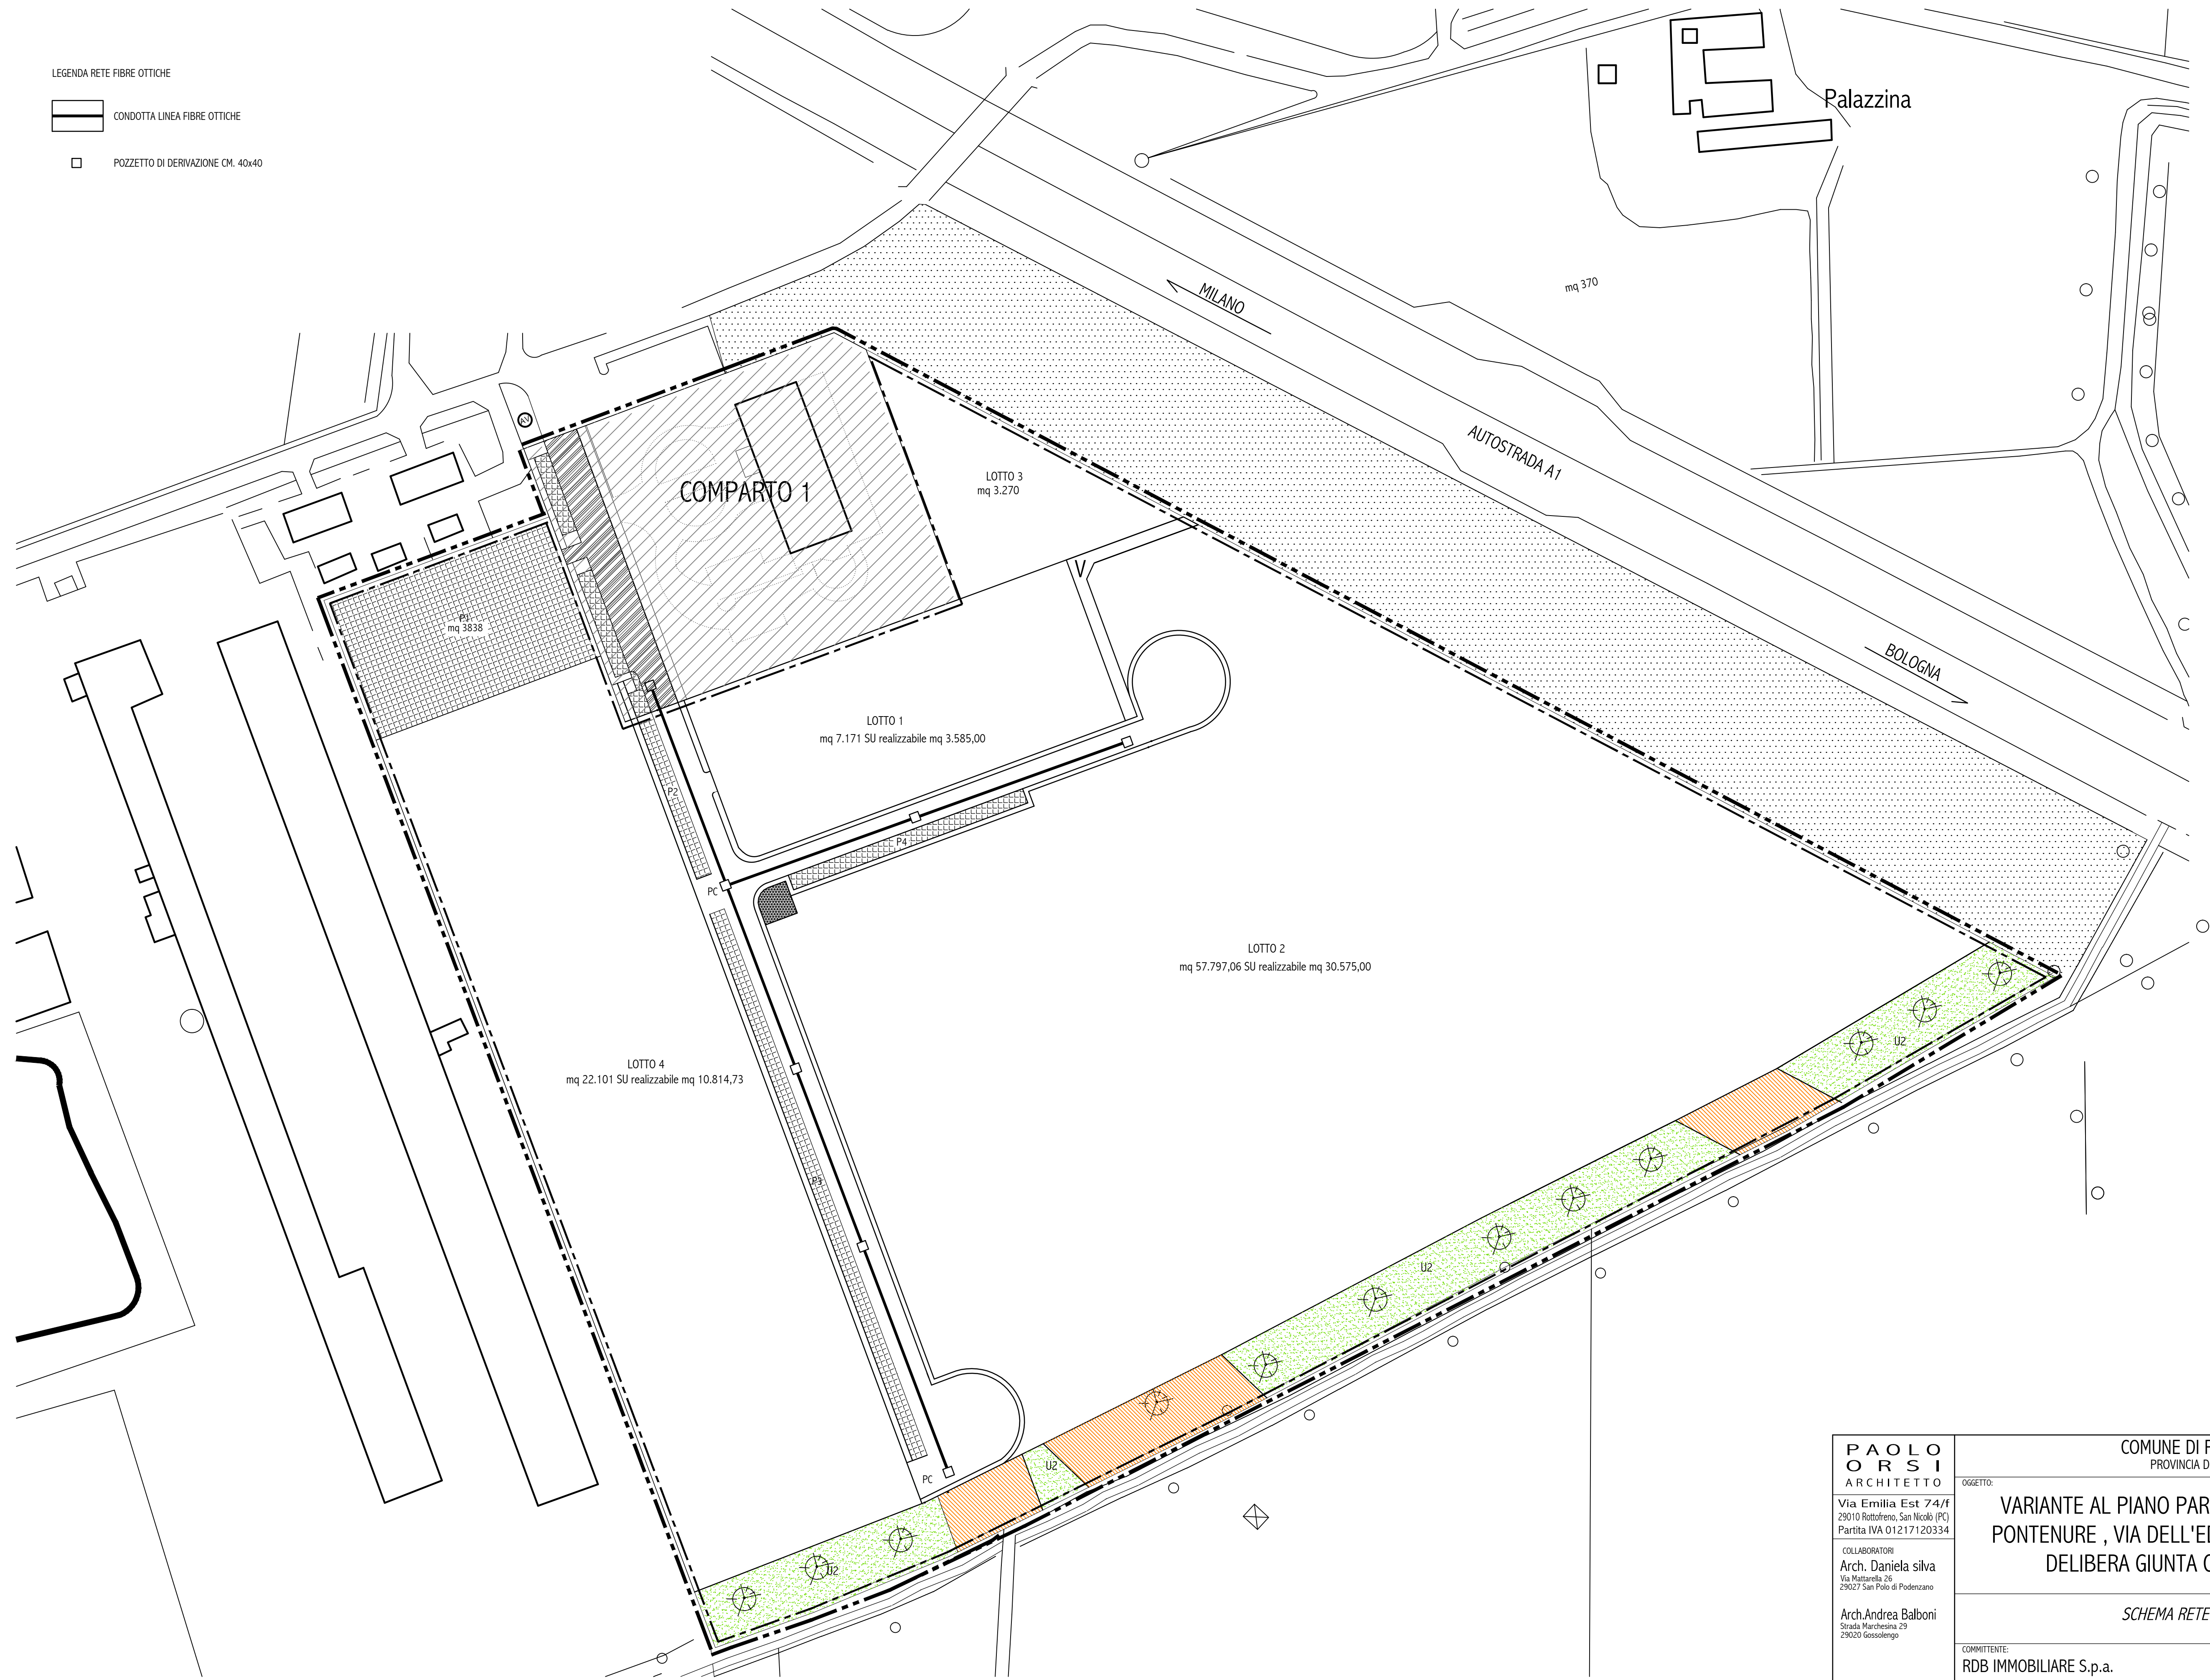 LEGENDA RETE FIBRE OTTICHE
CONDOTTA LINEA FIBRE OTTICHE
POZZETTO DI DERIVAZIONE CM. 40x40
Palazzina
mq 370
MILANO
AUTOSTRADA A1
BOLOGNA
AV
COMPARTO 1
LOTTO 3
mq 3.270
V
P1
mq 3838
LOTTO 1
mq 7.171 SU realizzabile mq 3.585,00
P2
P4
PC
LOTTO 2
mq 57.797,06 SU realizzabile mq 30.575,00
LOTTO 4
mq 22.101 SU realizzabile mq 10.814,73
P3
U2
U2
U2
PC
U2
PAOLO
ORSI
ARCHITETTO
Via Emilia Est 74/f
29010 Rottofreno, San Nicolò (PC)
Partita IVA 01217120334
COLLABORATORI
Arch. Daniela silva
Via Mattarella 26
29027 San Polo di Podenzano
Arch.Andrea Balboni
Strada Marchesina 29
29020 Gossolengo
COMUNE DI
PROVINCIA D
OGGETTO:
VARIANTE AL PIANO PAR
PONTENURE , VIA DELL'E
DELIBERA GIUNTA
SCHEMA RETE
COMMITTENTE:
RDB IMMOBILIARE S.p.a.